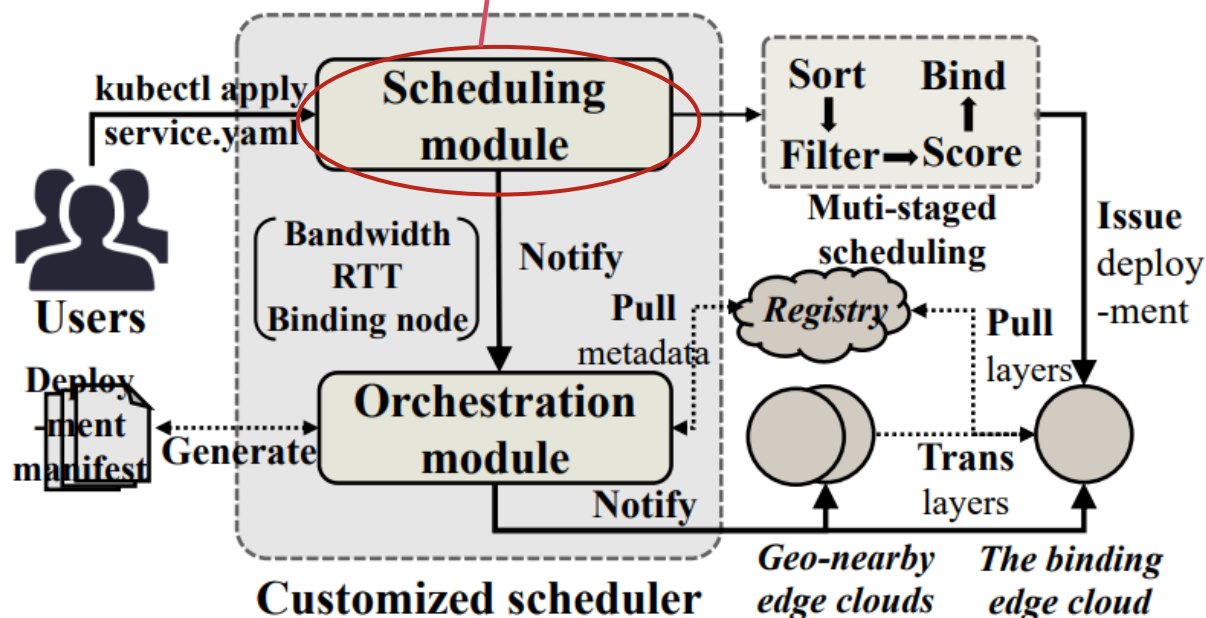 kubectl apply
service.yaml
Users
Scheduling
module
Sort
Bind
Filter
Score
Muti-staged
scheduling
Issue
deploy
-ment
Bandwidth
RTT
Binding node
Notify
Pull
metadata
Registry
Pull
layers
Deploy
-ment
manifest
Generate
Orchestration
module
Trans
layers
Notify
Geo-nearby
edge clouds
The binding
edge cloud
Customized scheduler